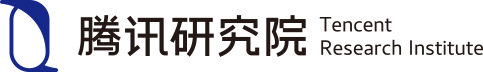 腾讯研究院
Tencent
Research Institute